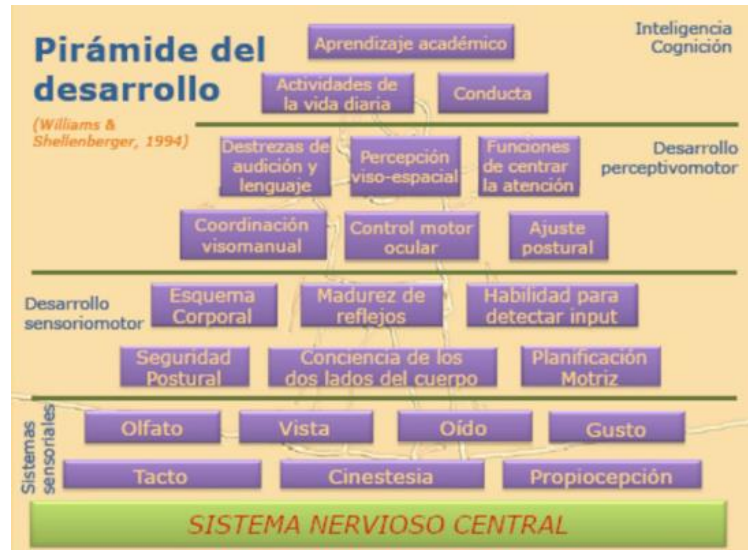 Pirámide del
desarrollo
(Williams &
Shellenberger, 1994)
Aprendizaje académico
Inteligencia
Cognición
Actividades de
la vida diaria
Conducta
Destrezas de
audición y
lenguaje
Percepción
viso-espacial
Funciones
de centrar
la atención
Desarrollo
perceptivomotor
Coordinación
visomanual
Control motor
ocular
Ajuste
postural
Desarrollo
sensoriomotor
Esquema
Corporal
Madurez de
reflejos
Habilidad para
detectar input
Seguridad
Postural
Conciencia de los
dos lados del cuerpo
Planificación
Motriz
Sistemas
sensoriales
Olfato
Vista
Oído
Gusto
Tacto
Cinestesia
Propiocepción
SISTEMA NERVIOSO CENTRAL